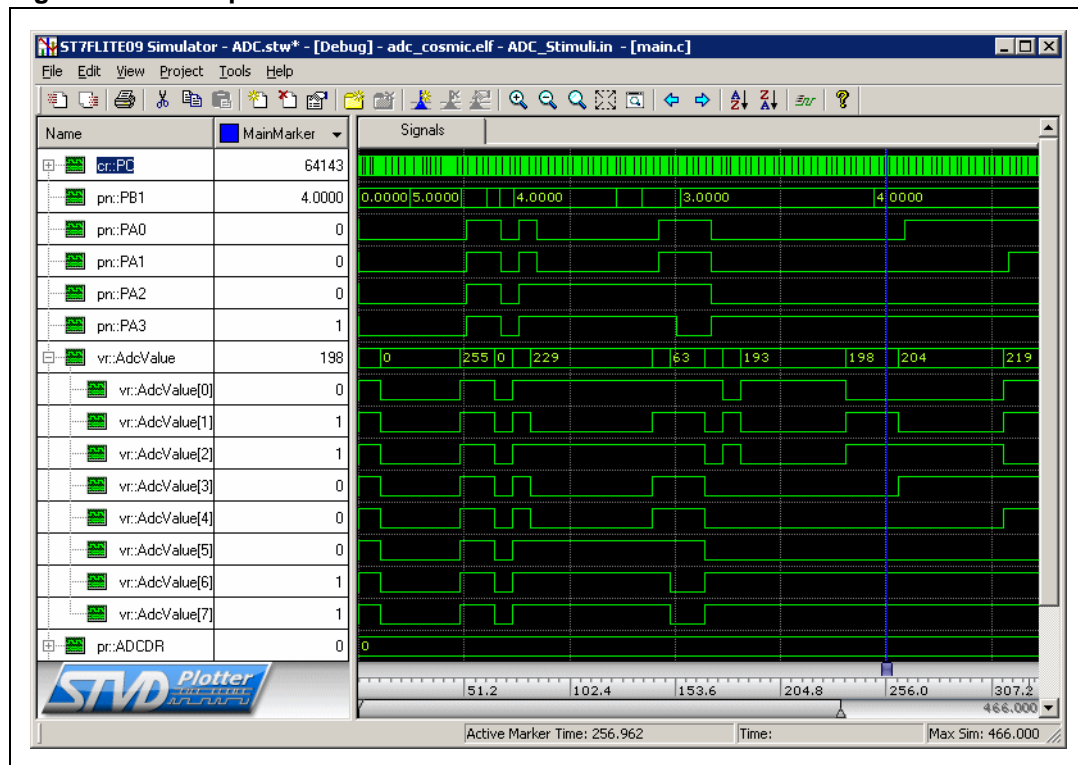 ST7FLITE09 Simulator - ADC.stw* - [Debug] - adc_cosmic.elf - ADC_Stimuli.in - [main.c]
File Edit View Project Tools Help
Name MainMarker Signals
cr::PC 64143
pn::PB1 4.0000 0.0000 5.0000 4.0000 3.0000 4.0000
pn::PA0 0
pn::PA1 0
pn::PA2 0
pn::PA3 1
vr::AdcValue 198 0 255 0 229 63 193 198 204 219
vr::AdcValue[0] 0
vr::AdcValue[1] 1
vr::AdcValue[2] 1
vr::AdcValue[3] 0
vr::AdcValue[4] 0
vr::AdcValue[5] 0
vr::AdcValue[6] 1
vr::AdcValue[7] 1
pr::ADCDR 0 0
STVD Plotter
51.2 102.4 153.6 204.8 256.0 307.2
466.000
Active Marker Time: 256.962 Time: Max Sim: 466.000